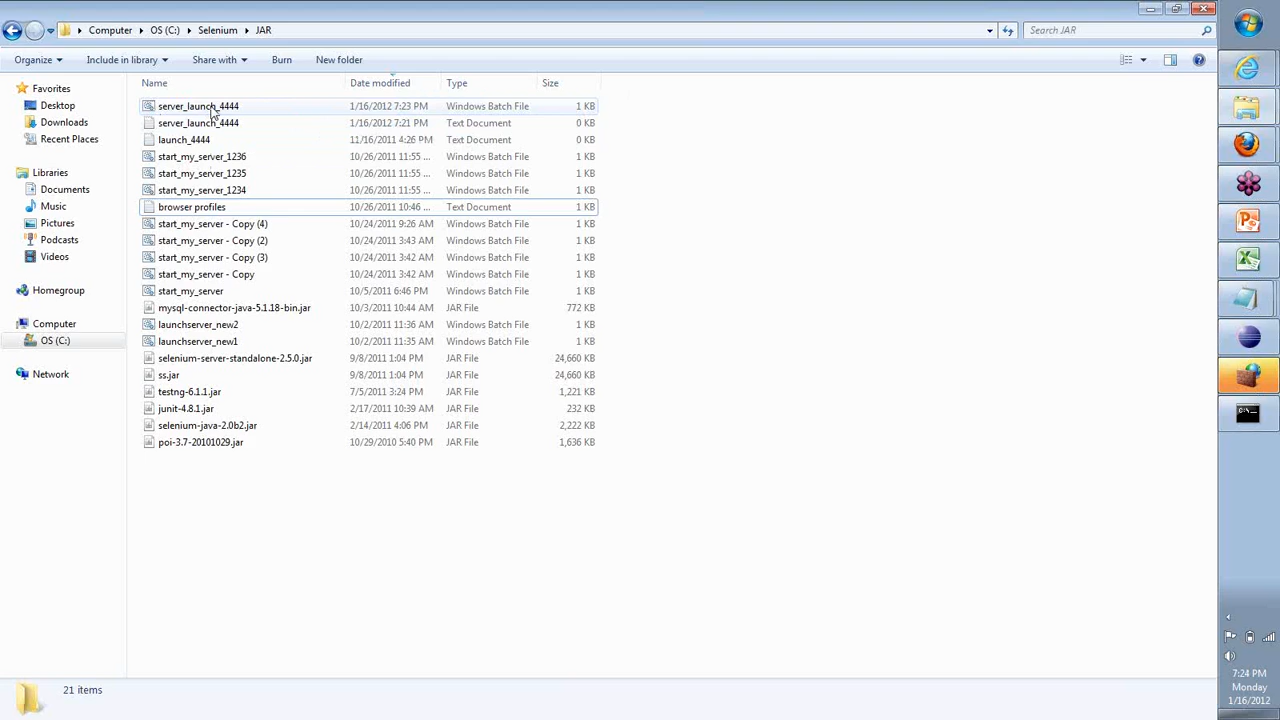 Computer OS (C:) Selenium JAR Search JAR
Organize Include in library Share with Burn New folder
Name Date modified Type Size
Favorites
Desktop
Downloads
Recent Places
Libraries
Documents
Music
Pictures
Podcasts
Videos
Homegroup
Computer
OS (C:)
Network
server_launch_4444 1/16/2012 7:23 PM Windows Batch File 1 KB
server_launch_4444 1/16/2012 7:21 PM Text Document 0 KB
launch_4444 11/16/2011 4:26 PM Text Document 0 KB
start_my_server_1236 10/26/2011 11:55 ... Windows Batch File 1 KB
start_my_server_1235 10/26/2011 11:55 ... Windows Batch File 1 KB
start_my_server_1234 10/26/2011 11:55 ... Windows Batch File 1 KB
browser profiles 10/26/2011 10:46 ... Text Document 1 KB
start_my_server - Copy (4) 10/24/2011 9:26 AM Windows Batch File 1 KB
start_my_server - Copy (2) 10/24/2011 3:43 AM Windows Batch File 1 KB
start_my_server - Copy (3) 10/24/2011 3:42 AM Windows Batch File 1 KB
start_my_server - Copy 10/24/2011 3:42 AM Windows Batch File 1 KB
start_my_server 10/5/2011 6:46 PM Windows Batch File 1 KB
mysql-connector-java-5.1.18-bin.jar 10/3/2011 10:44 AM JAR File 772 KB
launchserver_new2 10/2/2011 11:36 AM Windows Batch File 1 KB
launchserver_new1 10/2/2011 11:35 AM Windows Batch File 1 KB
selenium-server-standalone-2.5.0.jar 9/8/2011 1:04 PM JAR File 24,660 KB
ss.jar 9/8/2011 1:04 PM JAR File 24,660 KB
testng-6.1.1.jar 7/5/2011 3:24 PM JAR File 1,221 KB
junit-4.8.1.jar 2/17/2011 10:39 AM JAR File 232 KB
selenium-java-2.0b2.jar 2/14/2011 4:06 PM JAR File 2,222 KB
poi-3.7-20101029.jar 10/29/2010 5:40 PM JAR File 1,636 KB
21 items
7:24 PM
Monday
1/16/2012